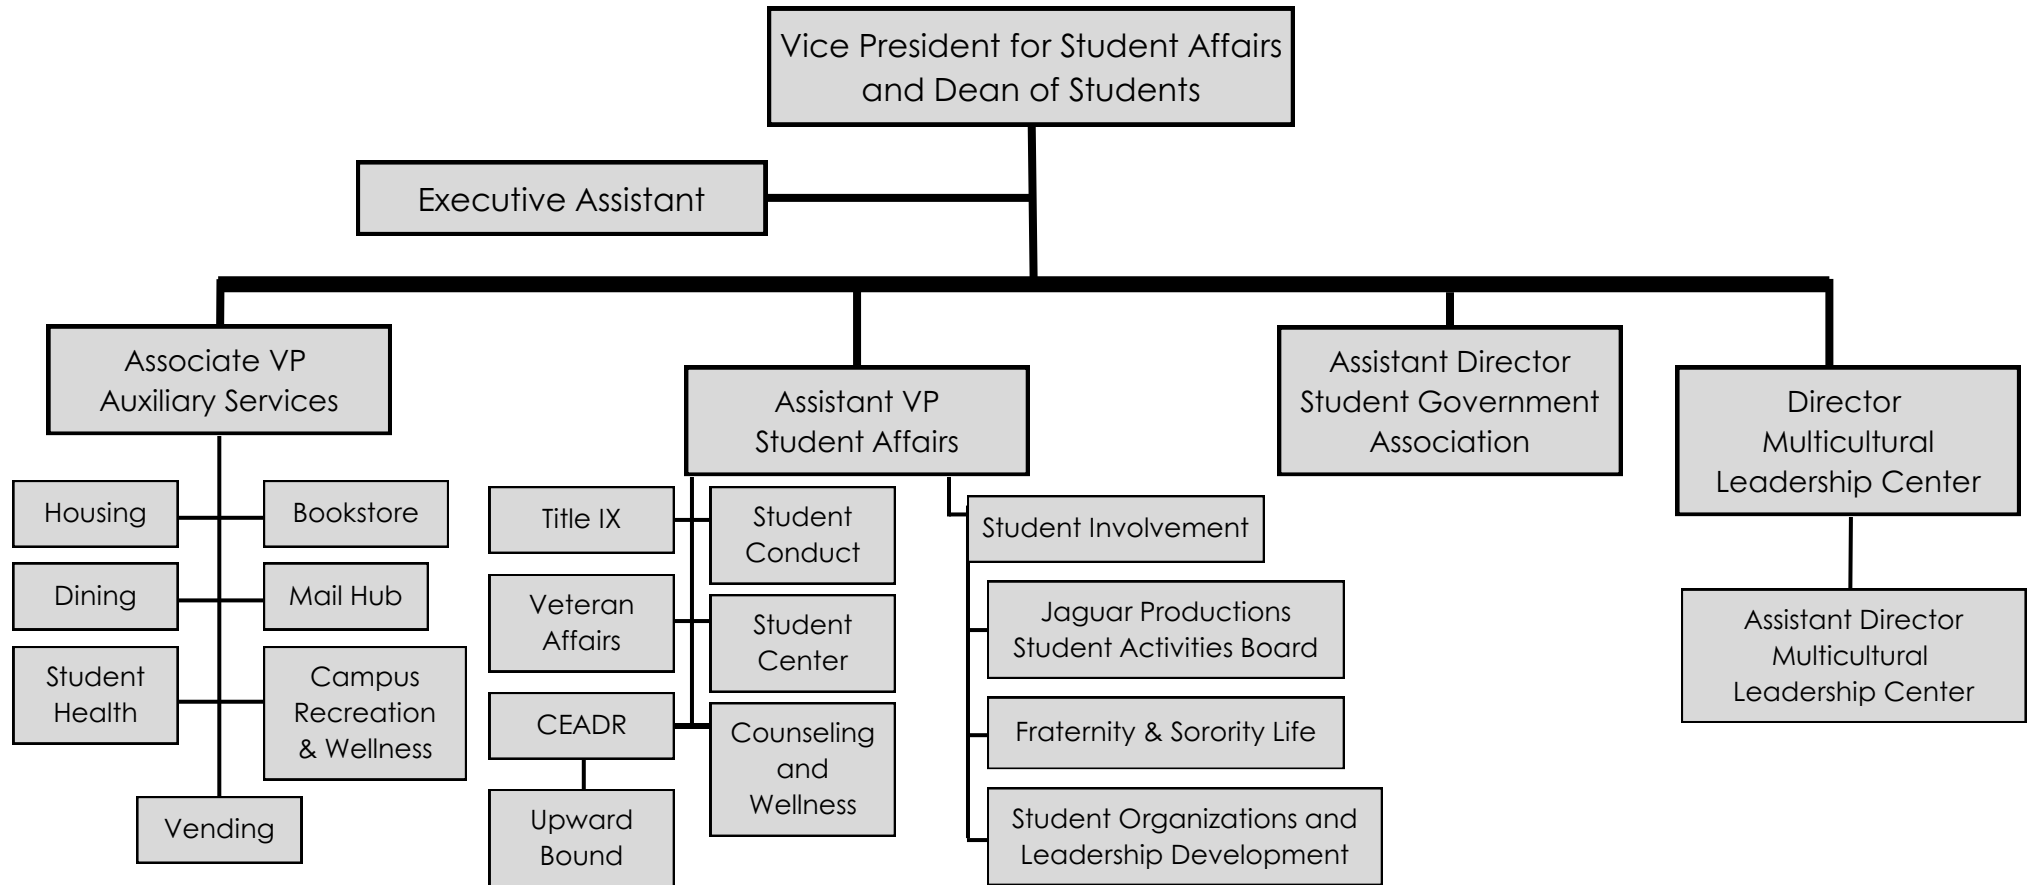 Vice President for Student Affairs
and Dean of Students
Executive Assistant
Associate VP
Auxiliary Services
Housing
Bookstore
Dining
Mail Hub
Student
Health
Campus
Recreation
& Wellness
Vending
Assistant VP
Student Affairs
Title IX
Student
Conduct
Veteran
Affairs
Student
Center
CEADR
Counseling
and
Wellness
Upward
Bound
Student Involvement
Jaguar Productions
Student Activities Board
Fraternity & Sorority Life
Student Organizations and
Leadership Development
Assistant Director
Student Government
Association
Director
Multicultural
Leadership Center
Assistant Director
Multicultural
Leadership Center